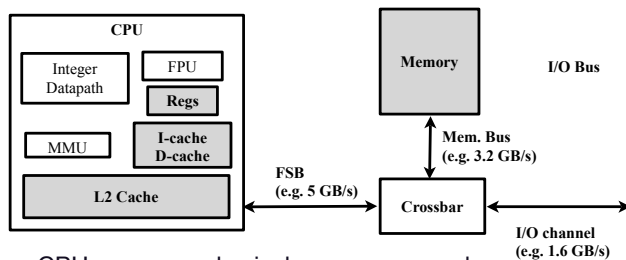 CPU
Integer
Datapath
FPU
Regs
MMU
I-cache
D-cache
L2 Cache
FSB
(e.g. 5 GB/s)
Memory
I/O Bus
Mem. Bus
(e.g. 3.2 GB/s)
Crossbar
I/O channel
(e.g. 1.6 GB/s)